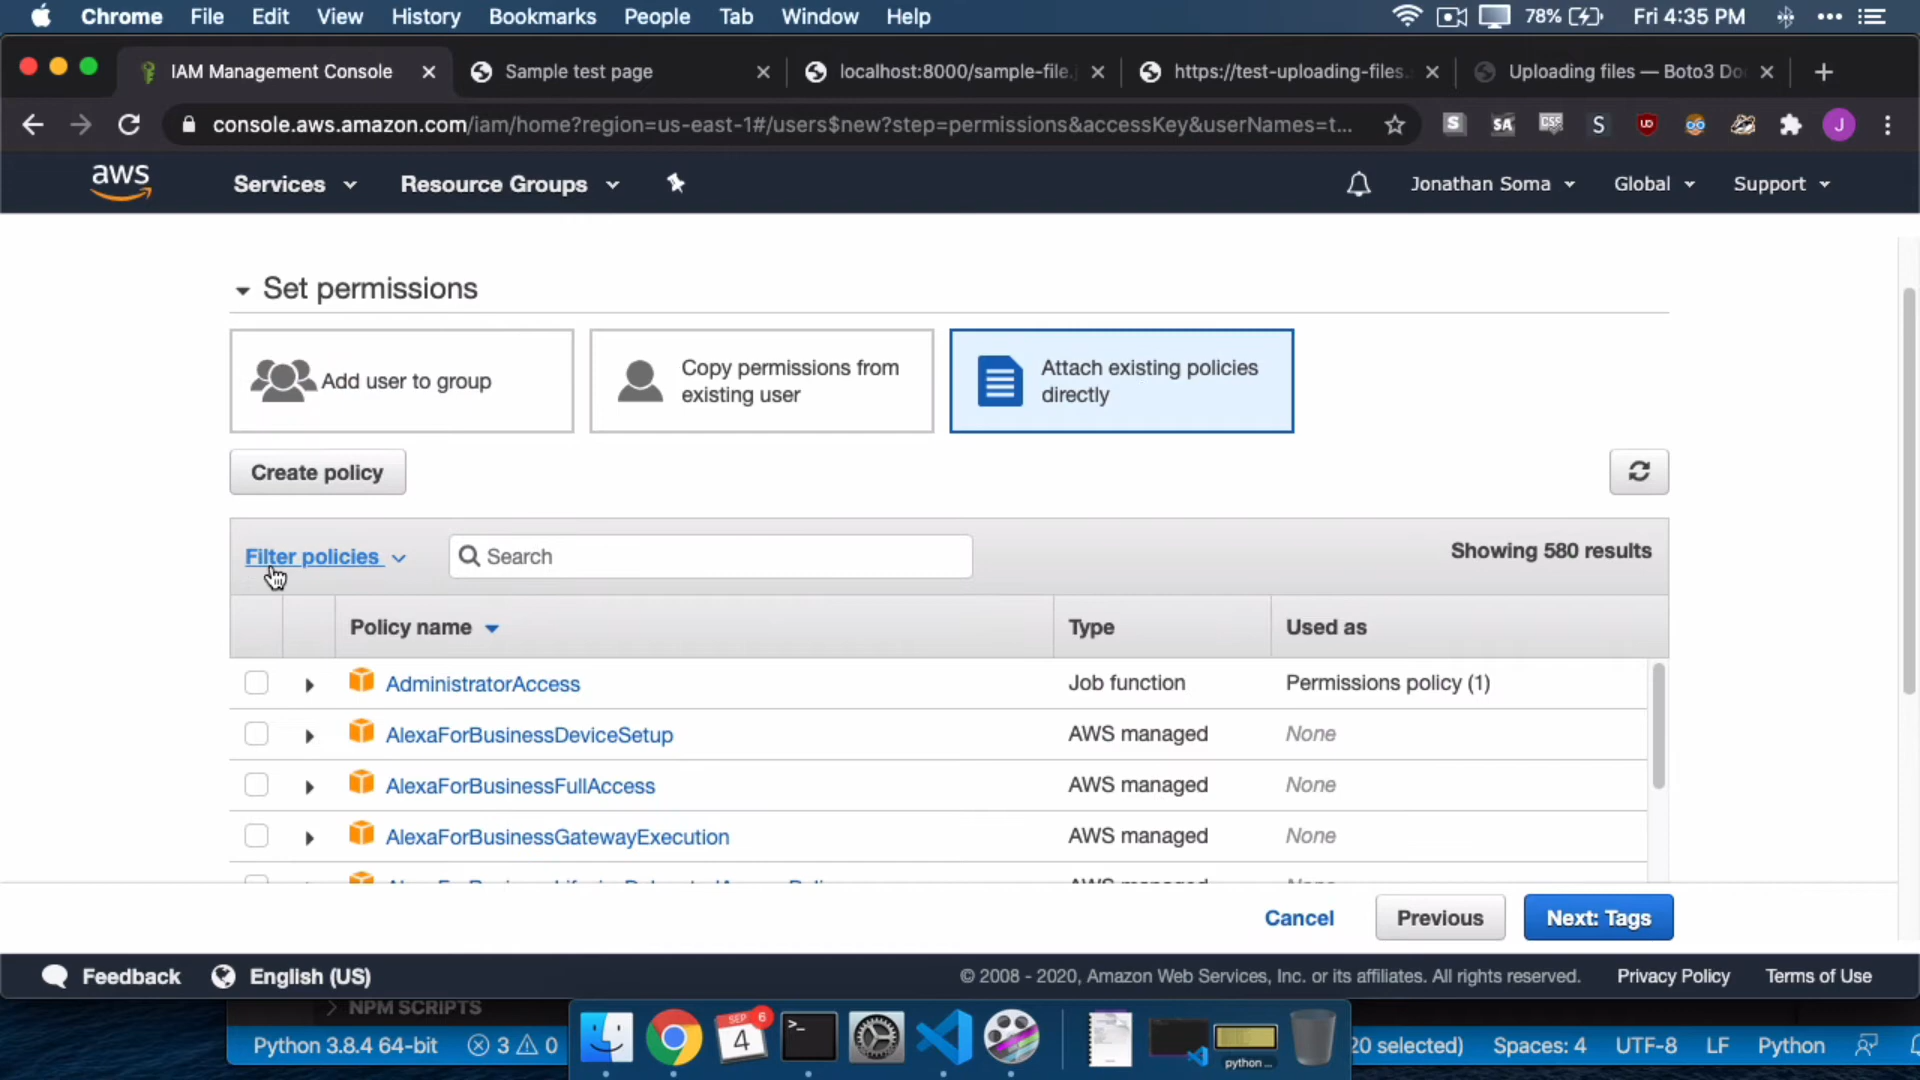 Chrome File Edit View History Bookmarks People Tab Window Help 78% Fri 4:35 PM
IAM Management Console Sample test page localhost:8000/sample-file.j https://test-uploading-files. Uploading files — Boto3 Do
console.aws.amazon.com/iam/home?region=us-east-1#/users$new?step=permissions&accessKey&userNames=t... S SA CSS S UD J
aws Services Resource Groups Jonathan Soma Global Support
Set permissions
Add user to group
Copy permissions from
existing user
Attach existing policies
directly
Create policy
Filter policies Search Showing 580 results
Policy name Type Used as
AdministratorAccess Job function Permissions policy (1)
AlexaForBusinessDeviceSetup AWS managed None
AlexaForBusinessFullAccess AWS managed None
AlexaForBusinessGatewayExecution AWS managed None
Cancel Previous Next: Tags
Feedback English (US) © 2008 - 2020, Amazon Web Services, Inc. or its affiliates. All rights reserved. Privacy Policy Terms of Use
NPM SCRIPTS
SEP 6
4
Python 3.8.4 64-bit 3 0 20 selected) Spaces: 4 UTF-8 LF Python
python ...